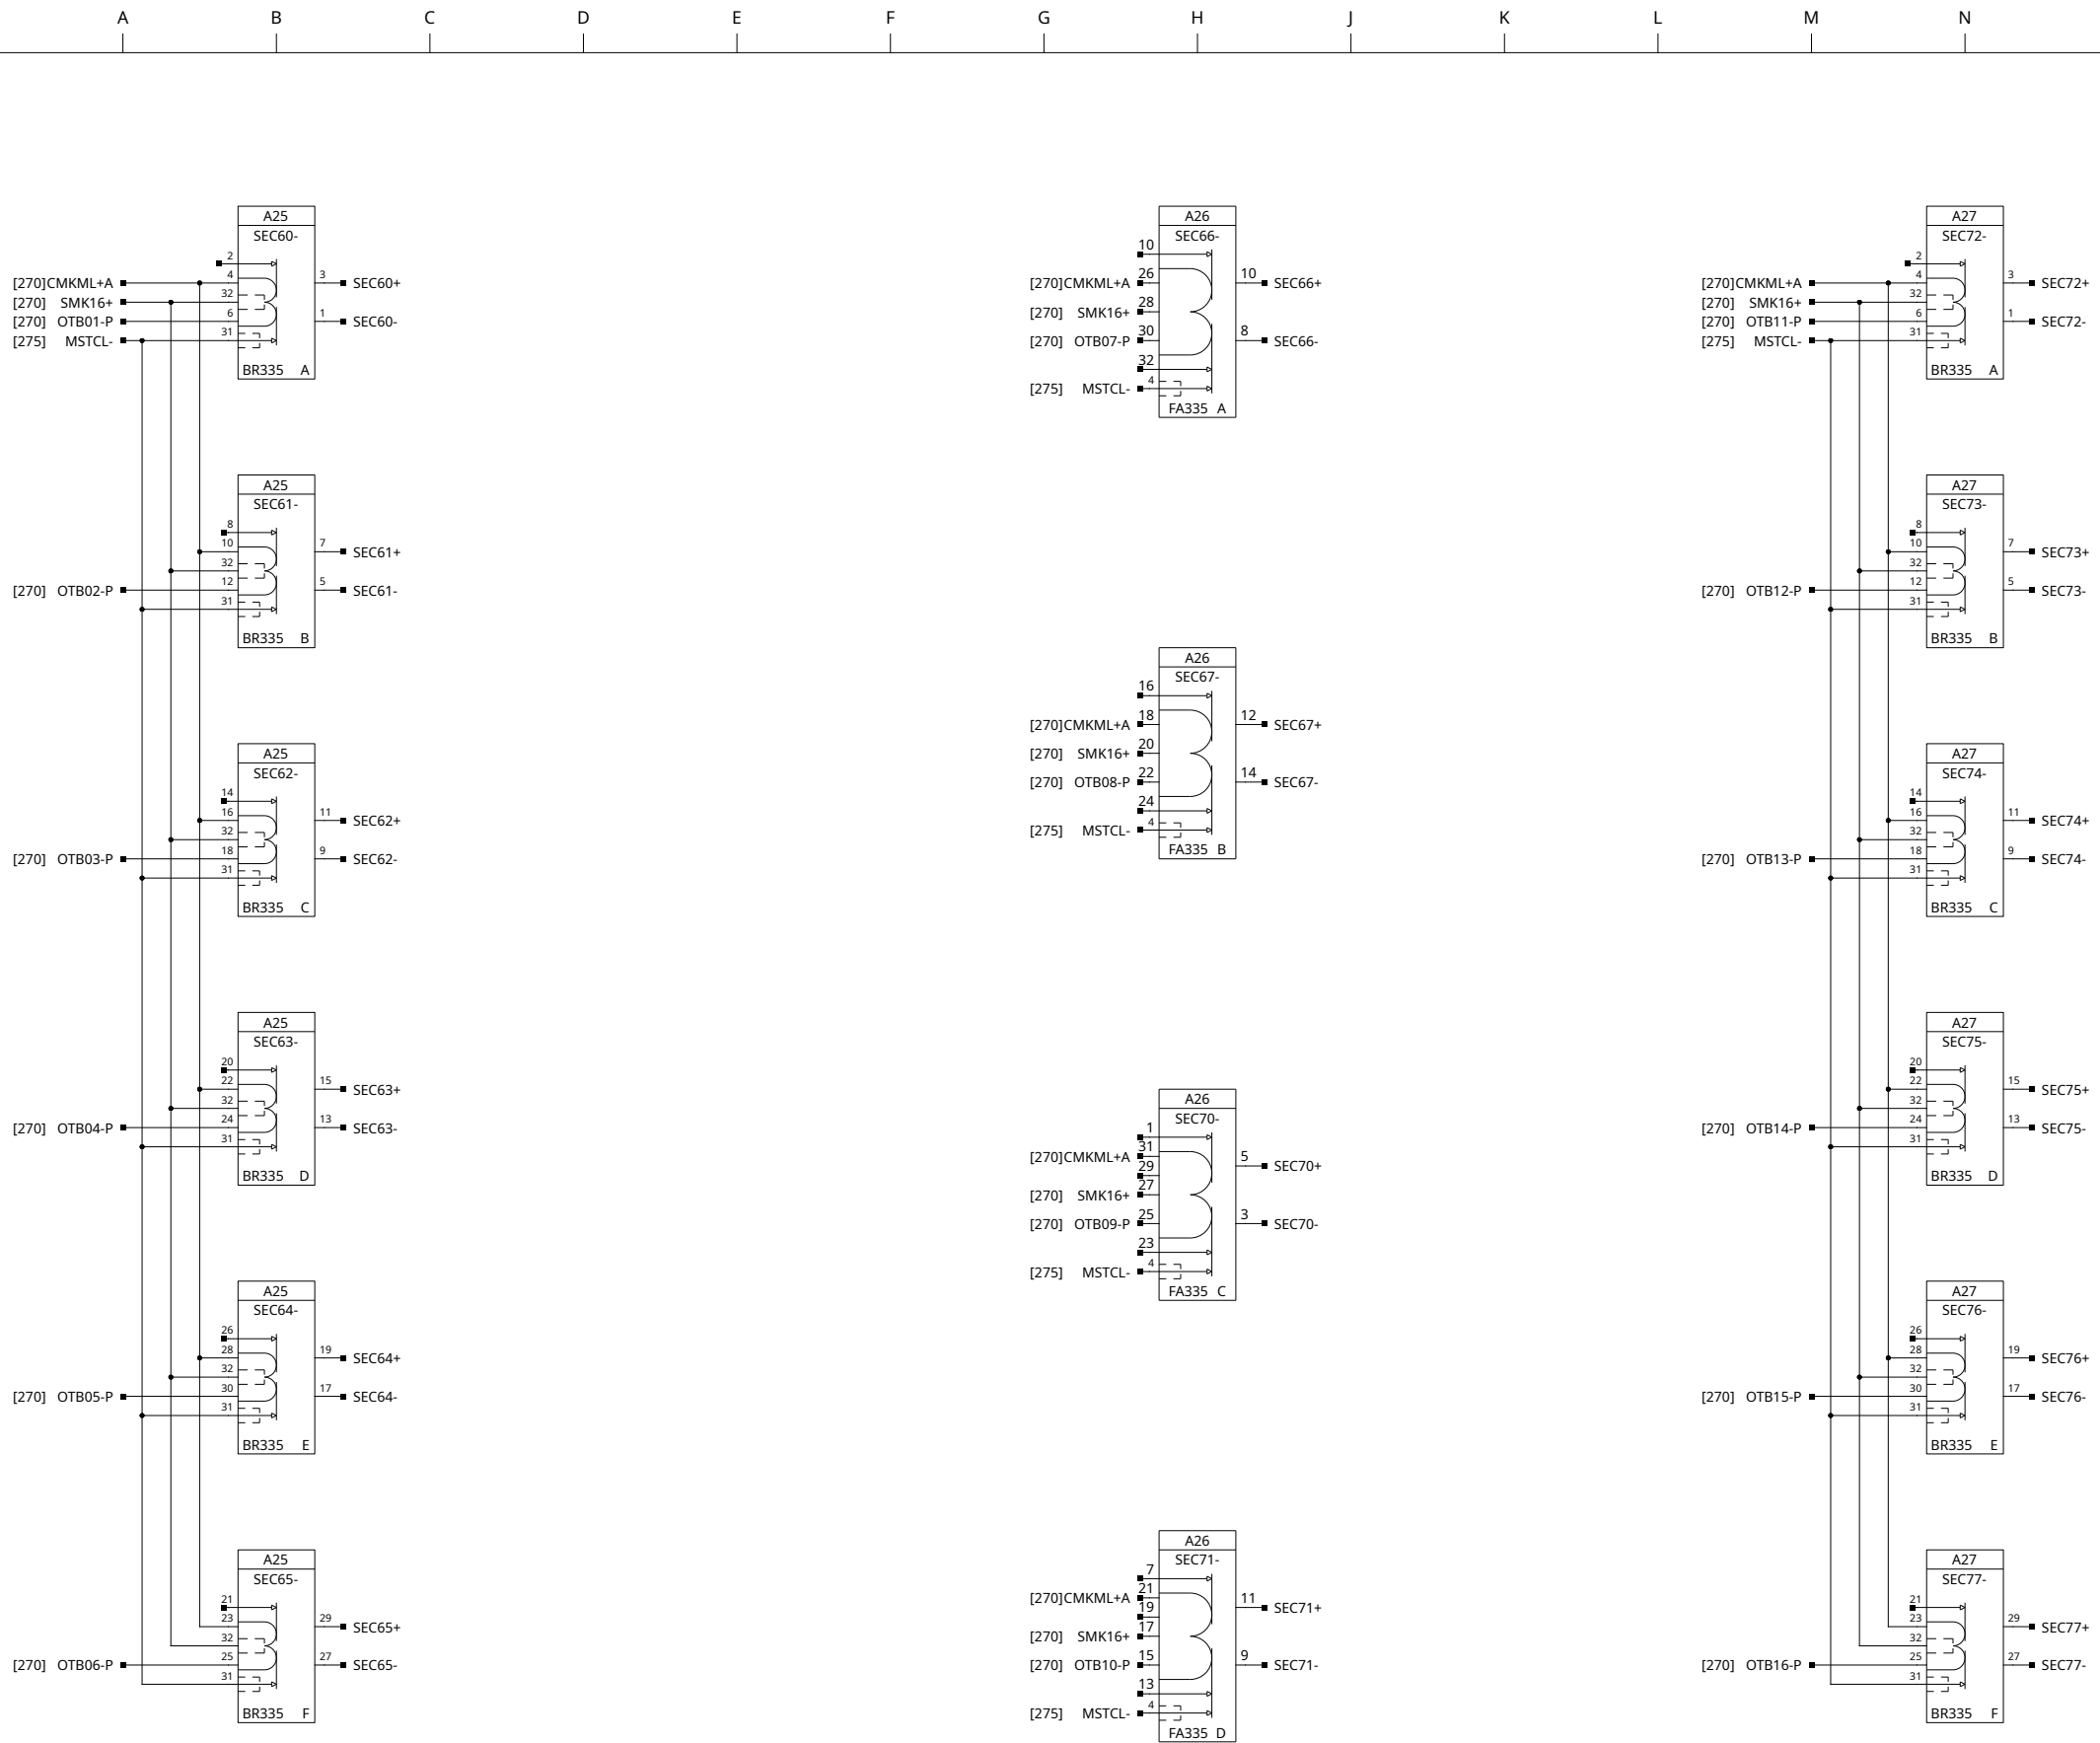 A B C D E F G H J K L M N
A25
SEC60-
2
[270]CMKML+A 4 3 SEC60+
[270] SMK16+ 32
[270] OTB01-P 6 1 SEC60-
[275] MSTCL- 31
BR335 A
A25
SEC61-
8
10 7 SEC61+
32
[270] OTB02-P 12 5 SEC61-
31
BR335 B
A25
SEC62-
14
16 11 SEC62+
32
[270] OTB03-P 18 9 SEC62-
31
BR335 C
A25
SEC63-
20
22 15 SEC63+
32
[270] OTB04-P 24 13 SEC63-
31
BR335 D
A25
SEC64-
26
28 19 SEC64+
32
[270] OTB05-P 30 17 SEC64-
31
BR335 E
A25
SEC65-
21
23 29 SEC65+
32
[270] OTB06-P 25 27 SEC65-
31
BR335 F
A26
SEC66-
10
[270]CMKML+A 26 10 SEC66+
[270] SMK16+ 28
[270] OTB07-P 30 8 SEC66-
32
[275] MSTCL- 4
FA335 A
A26
SEC67-
16
[270]CMKML+A 18 12 SEC67+
[270] SMK16+ 20
[270] OTB08-P 22 14 SEC67-
24
[275] MSTCL- 4
FA335 B
A26
SEC70-
1
[270]CMKML+A 31 5 SEC70+
29
[270] SMK16+ 27
[270] OTB09-P 25 3 SEC70-
23
[275] MSTCL- 4
FA335 C
A26
SEC71-
7
[270]CMKML+A 21 11 SEC71+
19
[270] SMK16+ 17
[270] OTB10-P 15 9 SEC71-
13
[275] MSTCL- 4
FA335 D
A27
SEC72-
2
[270]CMKML+A 4 3 SEC72+
[270] SMK16+ 32
[270] OTB11-P 6 1 SEC72-
[275] MSTCL- 31
BR335 A
A27
SEC73-
8
10 7 SEC73+
32
[270] OTB12-P 12 5 SEC73-
31
BR335 B
A27
SEC74-
14
16 11 SEC74+
32
[270] OTB13-P 18 9 SEC74-
31
BR335 C
A27
SEC75-
20
22 15 SEC75+
32
[270] OTB14-P 24 13 SEC75-
31
BR335 D
A27
SEC76-
26
28 19 SEC76+
32
[270] OTB15-P 30 17 SEC76-
31
BR335 E
A27
SEC77-
21
23 29 SEC77+
32
[270] OTB16-P 25 27 SEC77-
31
BR335 F